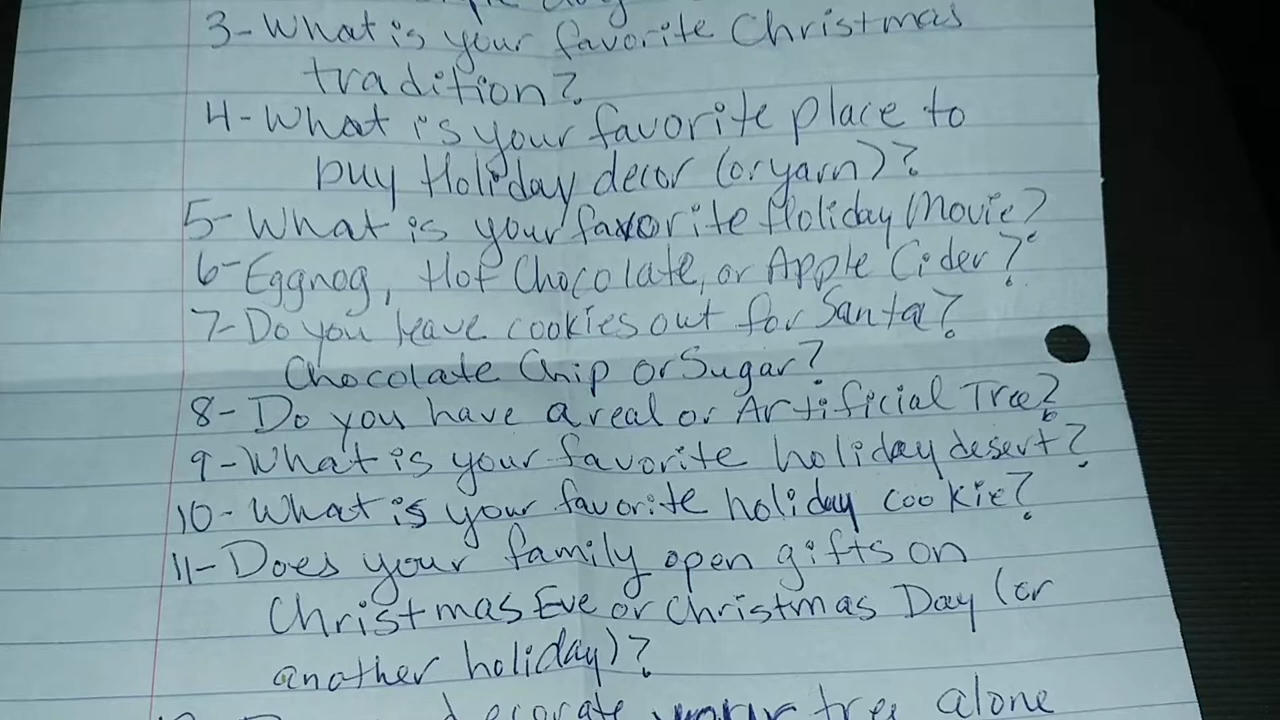 3-What is your favorite Christmas
tradition?
4-What is your favorite place to
buy Holiday decor (or yarn)?
5-What is your favorite Holiday Movie?
6-Eggnog, Hot Chocolate, or Apple Cider?
7-Do you leave cookies out for Santa?
Chocolate Chip or Sugar?
8-Do you have a real or Artificial Tree?
9-What is your favorite holiday desert?
10-What is your favorite holiday cookie?
11-Does your family open gifts on
Christmas Eve or Christmas Day (or
another holiday)?
decorate your tree alone